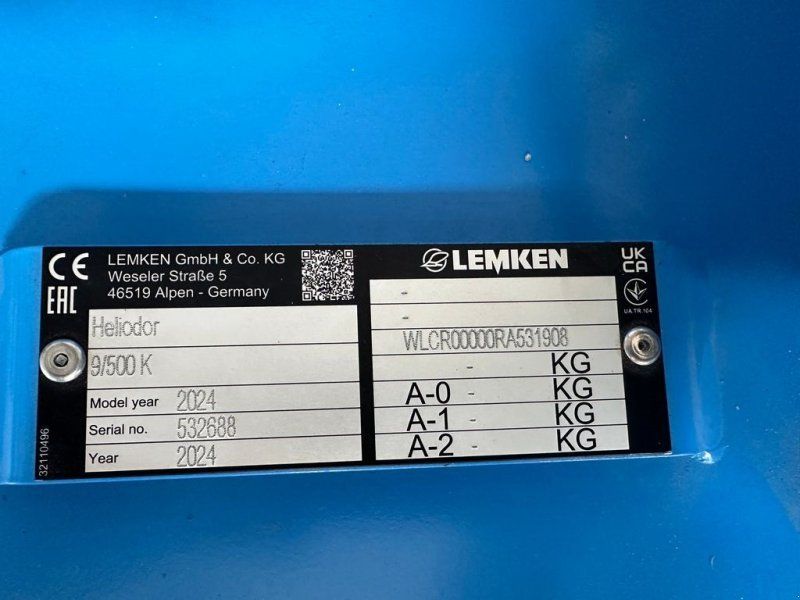 CE
EAC
LEMKEN GmbH & Co. KG
Weseler Straße 5
46519 Alpen - Germany
Heliodor
9/500 K
Model year 2024
Serial no. 532688
Year 2024
32110496
LEMKEN
-
-
WLCR00000RA531908
- KG
A-0 - KG
A-1 - KG
A-2 - KG
UK
CA
UA.TR.104